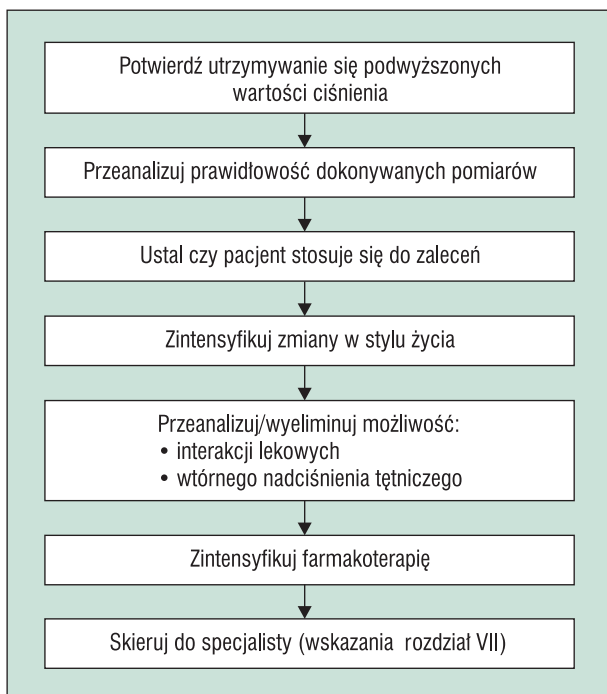 Potwierdź utrzymywanie się podwyższonych
wartości ciśnienia
Przeanalizuj prawidłowość dokonywanych pomiarów
Ustal czy pacjent stosuje się do zaleceń
Zintensyfikuj zmiany w stylu życia
Przeanalizuj/wyeliminuj możliwość:
• interakcji lekowych
• wtórnego nadciśnienia tętniczego
Zintensyfikuj farmakoterapię
Skieruj do specjalisty (wskazania rozdział VII)